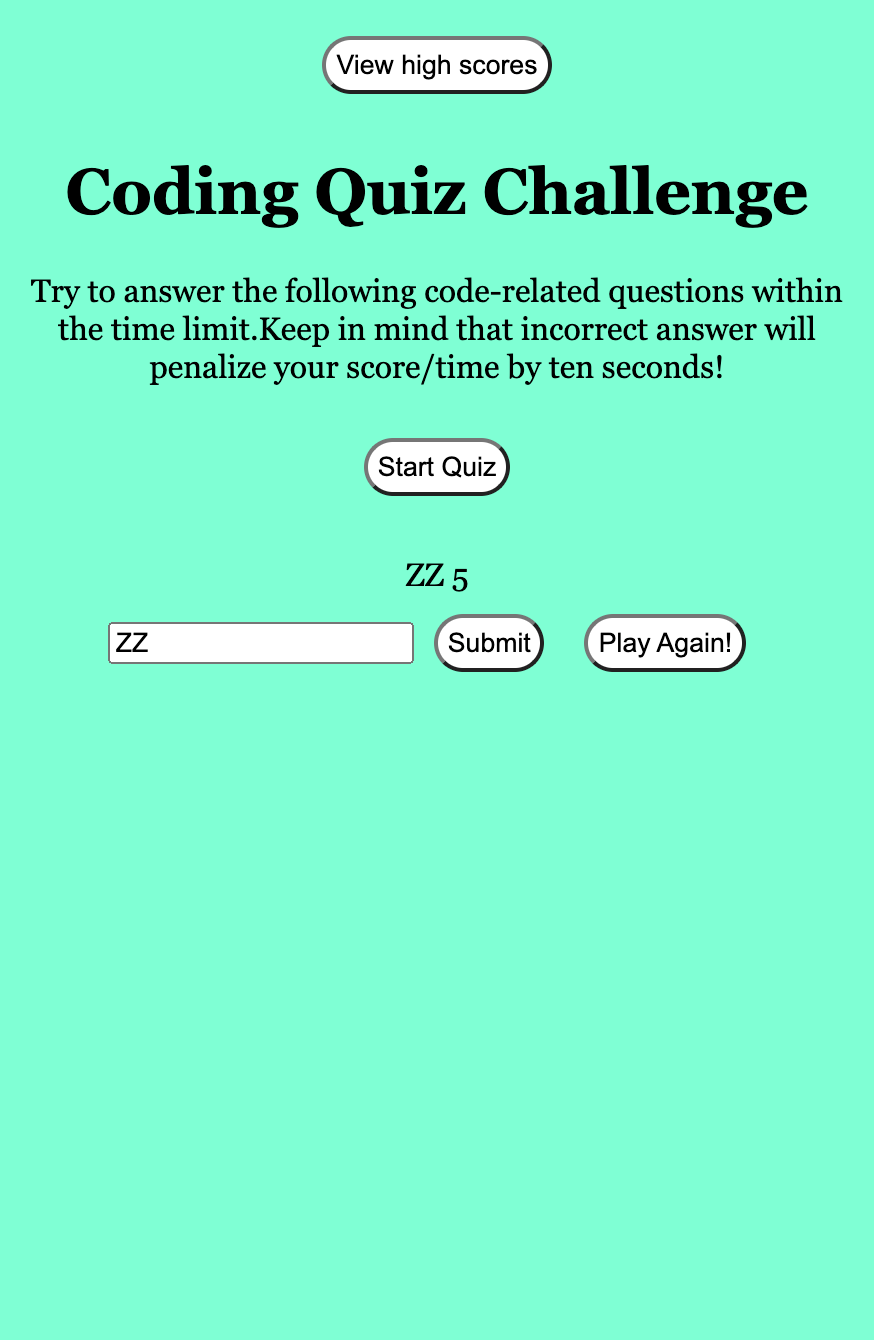 View high scores
Coding Quiz Challenge
Try to answer the following code-related questions within
the time limit.Keep in mind that incorrect answer will
penalize your score/time by ten seconds!
Start Quiz
ZZ 5
ZZ Submit Play Again!